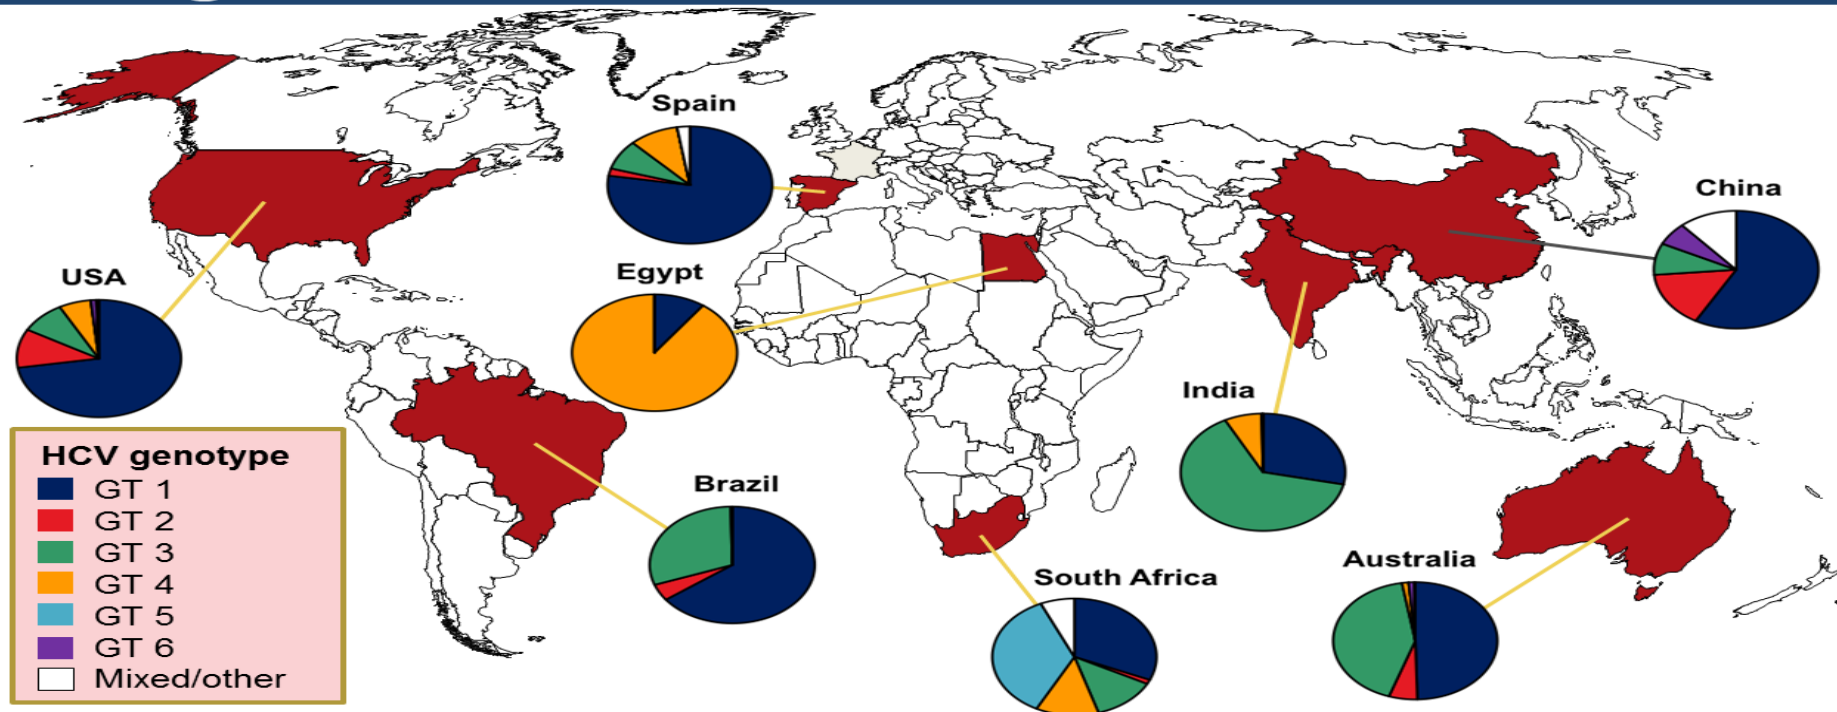 Spain
China
USA
Egypt
India
HCV genotype
GT 1
GT 2
GT 3
GT 4
GT 5
GT 6
Mixed/other
Brazil
South Africa
Australia